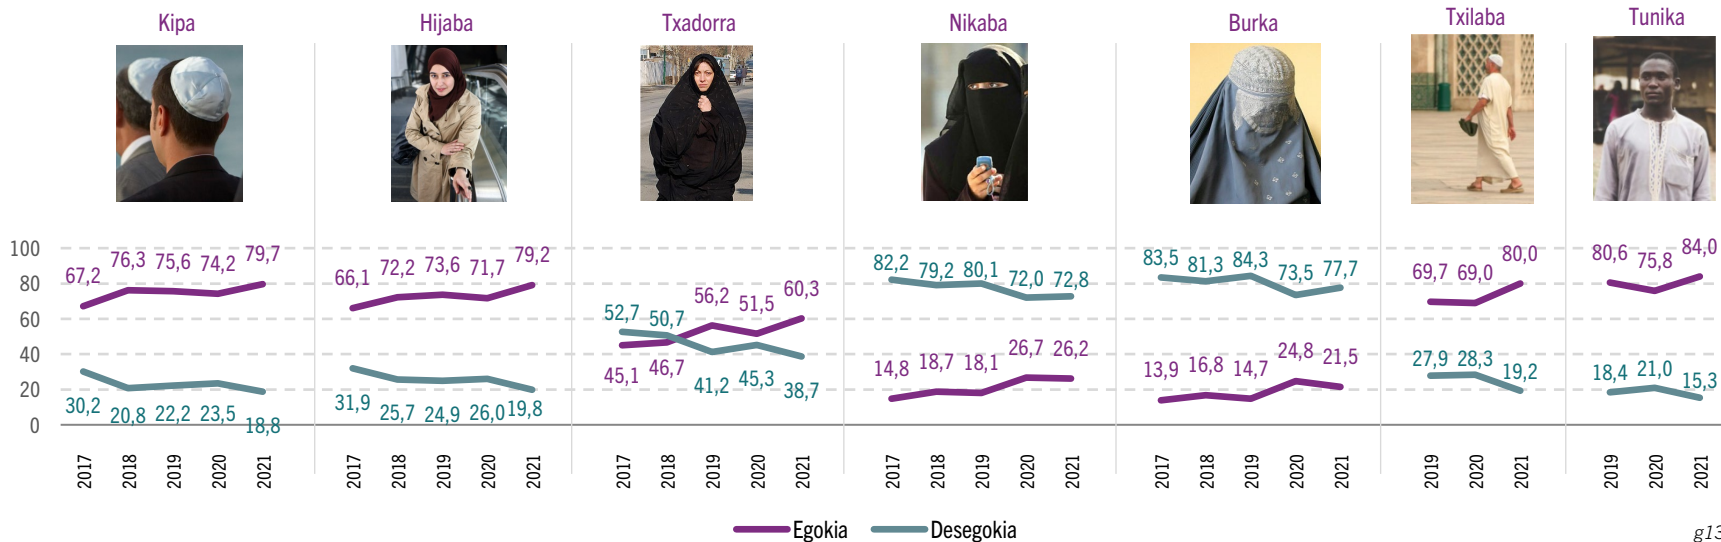 Kipa Hijaba Txadorra Nikaba Burka Txilaba Tunika
100
80
60
40
20
0
67,2 76,3 75,6 74,2 79,7
30,2 20,8 22,2 23,5 18,8
66,1 72,2 73,6 71,7 79,2
31,9 25,7 24,9 26,0 19,8
52,7 50,7 56,2 51,5 60,3
45,1 46,7 41,2 45,3 38,7
82,2 79,2 80,1 72,0 72,8
14,8 18,7 18,1 26,7 26,2
83,5 81,3 84,3 73,5 77,7
13,9 16,8 14,7 24,8 21,5
69,7 69,0 80,0
27,9 28,3 19,2
80,6 75,8 84,0
18,4 21,0 15,3
2017 2018 2019 2020 2021
2017 2018 2019 2020 2021
2017 2018 2019 2020 2021
2017 2018 2019 2020 2021
2017 2018 2019 2020 2021
2019 2020 2021
2019 2020 2021
Egokia Desegokia
g13